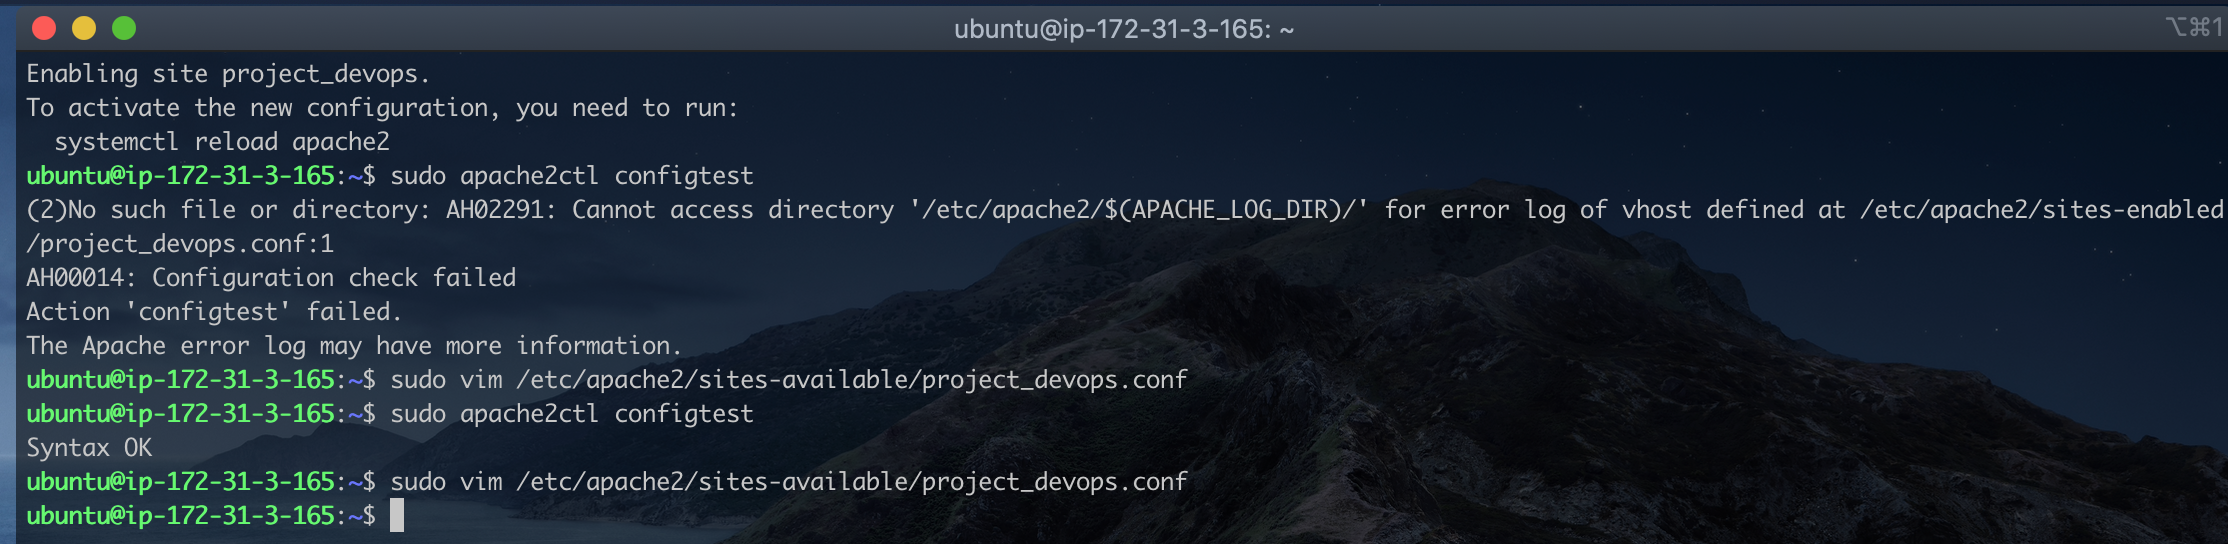 ubuntu@ip-172-31-3-165: ~
⌥⌘1
Enabling site project_devops.
To activate the new configuration, you need to run:
  systemctl reload apache2
ubuntu@ip-172-31-3-165:~$ sudo apache2ctl configtest
(2)No such file or directory: AH02291: Cannot access directory '/etc/apache2/$(APACHE_LOG_DIR)/' for error log of vhost defined at /etc/apache2/sites-enabled
/project_devops.conf:1
AH00014: Configuration check failed
Action 'configtest' failed.
The Apache error log may have more information.
ubuntu@ip-172-31-3-165:~$ sudo vim /etc/apache2/sites-available/project_devops.conf
ubuntu@ip-172-31-3-165:~$ sudo apache2ctl configtest
Syntax OK
ubuntu@ip-172-31-3-165:~$ sudo vim /etc/apache2/sites-available/project_devops.conf
ubuntu@ip-172-31-3-165:~$